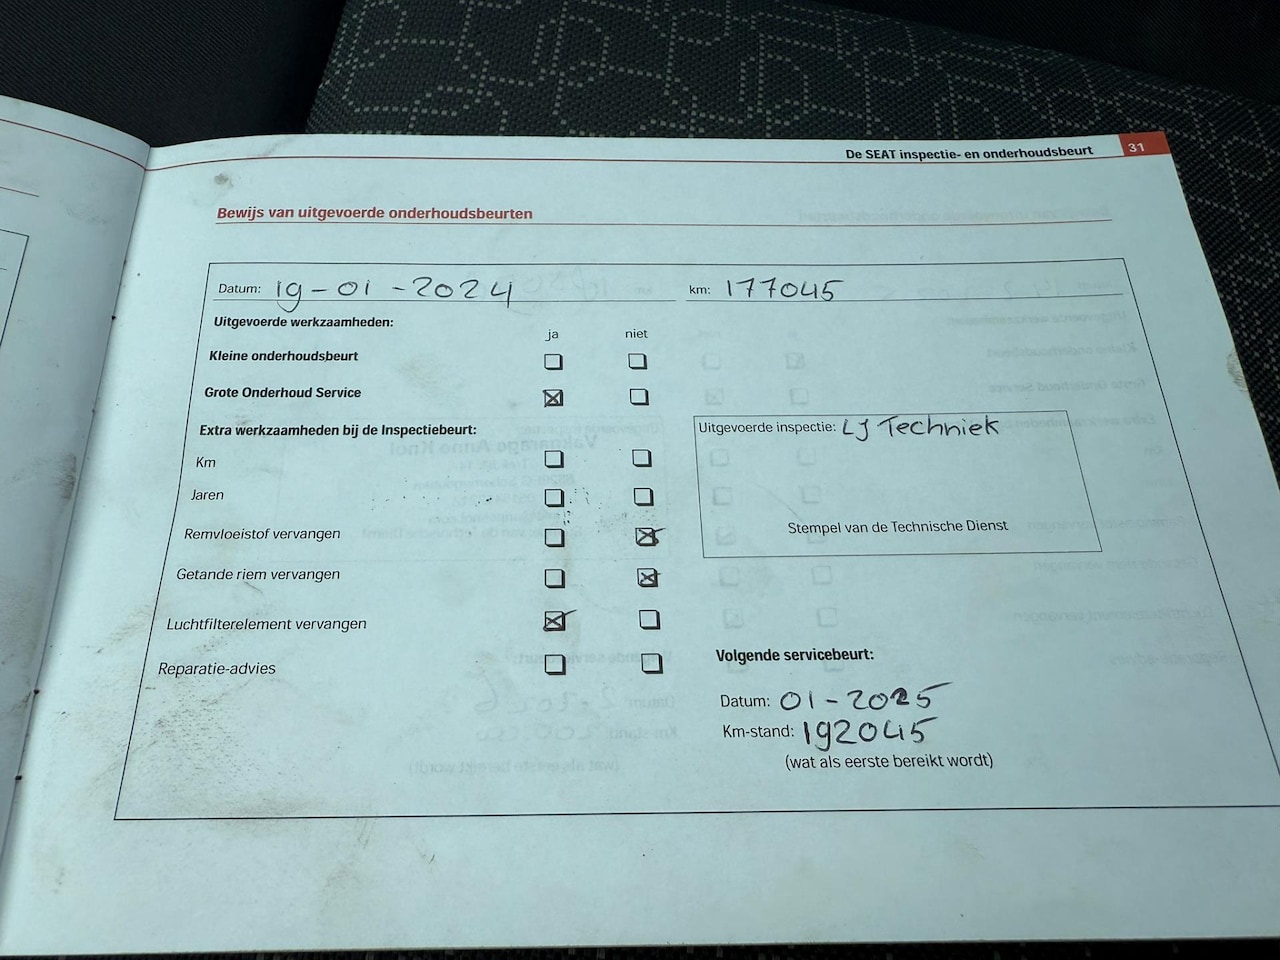 De SEAT inspectie- en onderhoudsbeurt 31
Bewijs van uitgevoerde onderhoudsbeurten
Datum: 19-01-2024 km: 177045
Uitgevoerde werkzaamheden:
ja niet
Kleine onderhoudsbeurt
Grote Onderhoud Service
Extra werkzaamheden bij de Inspectiebeurt:
Uitgevoerde inspectie: LJ Techniek
Km
Jaren
Stempel van de Technische Dienst
Remvloeistof vervangen
Getande riem vervangen
Luchtfilterelement vervangen
Reparatie-advies
Volgende servicebeurt:
Datum: 01-2025
Km-stand: 192045
(wat als eerste bereikt wordt)